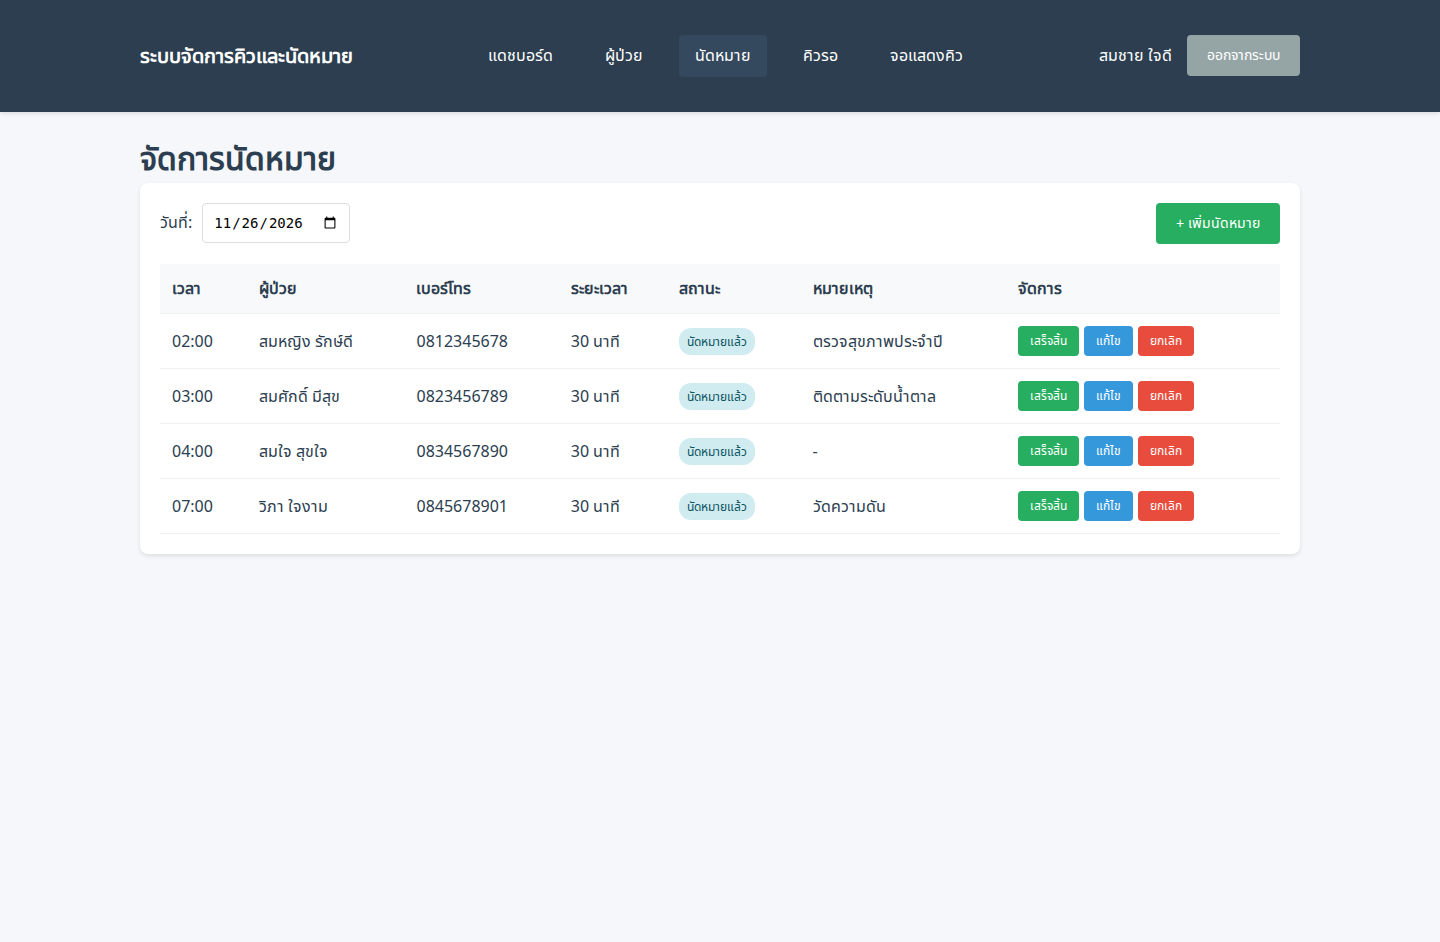 ระบบจัดการคิวและนัดหมาย แดชบอร์ด ผู้ป่วย นัดหมาย คิวรอ จอแสดงคิว สมชาย ใจดี ออกจากระบบ
จัดการนัดหมาย
วันที่: 11/26/2026 + เพิ่มนัดหมาย
เวลา ผู้ป่วย เบอร์โทร ระยะเวลา สถานะ หมายเหตุ จัดการ
02:00 สมหญิง รักษ์ดี 0812345678 30 นาที นัดหมายแล้ว ตรวจสุขภาพประจำปี เสร็จสิ้น แก้ไข ยกเลิก
03:00 สมศักดิ์ มีสุข 0823456789 30 นาที นัดหมายแล้ว ติดตามระดับน้ำตาล เสร็จสิ้น แก้ไข ยกเลิก
04:00 สมใจ สุขใจ 0834567890 30 นาที นัดหมายแล้ว - เสร็จสิ้น แก้ไข ยกเลิก
07:00 วิภา ใจงาม 0845678901 30 นาที นัดหมายแล้ว วัดความดัน เสร็จสิ้น แก้ไข ยกเลิก